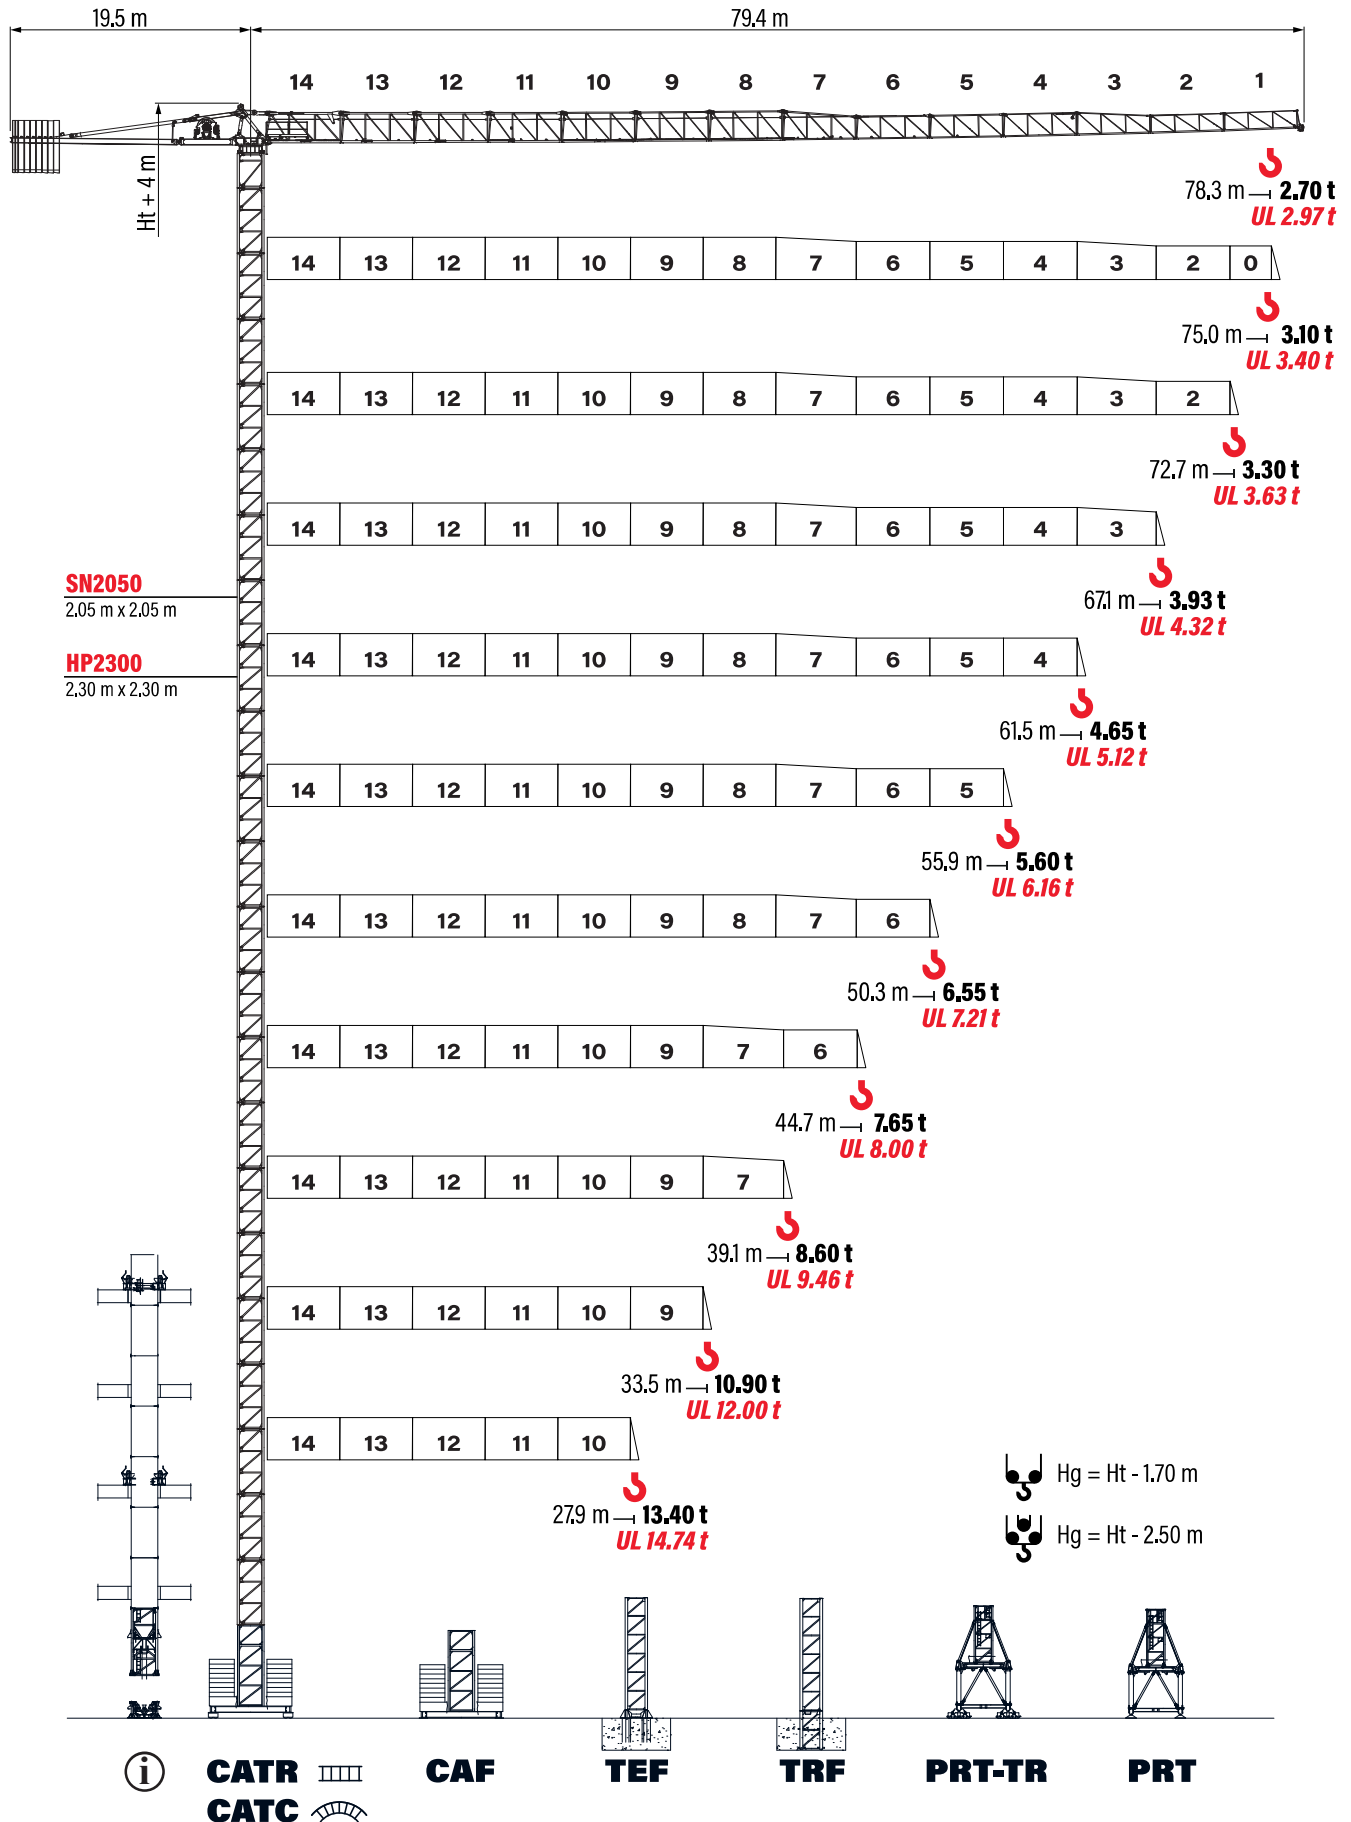 19.5 m 79.4 m
14 13 12 11 10 9 8 7 6 5 4 3 2 1
Ht + 4 m
78.3 m 2.70 t
UL 2.97 t
14 13 12 11 10 9 8 7 6 5 4 3 2 0
75.0 m 3.10 t
UL 3.40 t
14 13 12 11 10 9 8 7 6 5 4 3 2
72.7 m 3.30 t
UL 3.63 t
14 13 12 11 10 9 8 7 6 5 4 3
SN2050
2.05 m x 2.05 m
67.1 m 3.93 t
UL 4.32 t
14 13 12 11 10 9 8 7 6 5 4
HP2300
2.30 m x 2.30 m
61.5 m 4.65 t
UL 5.12 t
14 13 12 11 10 9 8 7 6 5
55.9 m 5.60 t
UL 6.16 t
14 13 12 11 10 9 8 7 6
50.3 m 6.55 t
UL 7.21 t
14 13 12 11 10 9 7 6
44.7 m 7.65 t
UL 8.00 t
14 13 12 11 10 9 7
39.1 m 8.60 t
UL 9.46 t
14 13 12 11 10 9
33.5 m 10.90 t
UL 12.00 t
14 13 12 11 10
27.9 m 13.40 t
UL 14.74 t
Hg = Ht - 1.70 m
Hg = Ht - 2.50 m
i CATR CAF TEF TRF PRT-TR PRT
CATC